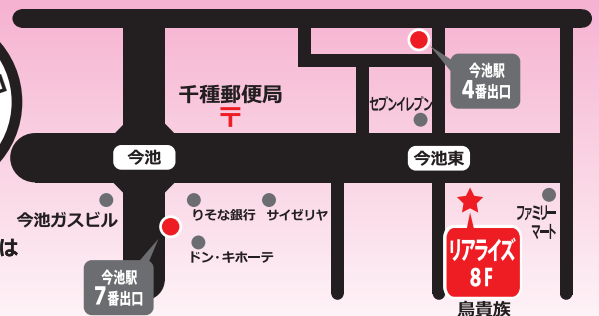 今池駅
4番出口
千種郵便局
〒
セブンイレブン
今池
今池東
りそな銀行
サイゼリヤ
今池ガスビル
ファミリー
マート
は
ドン・キホーテ
リアライズ
8F
今池駅
7番出口
鳥貴族